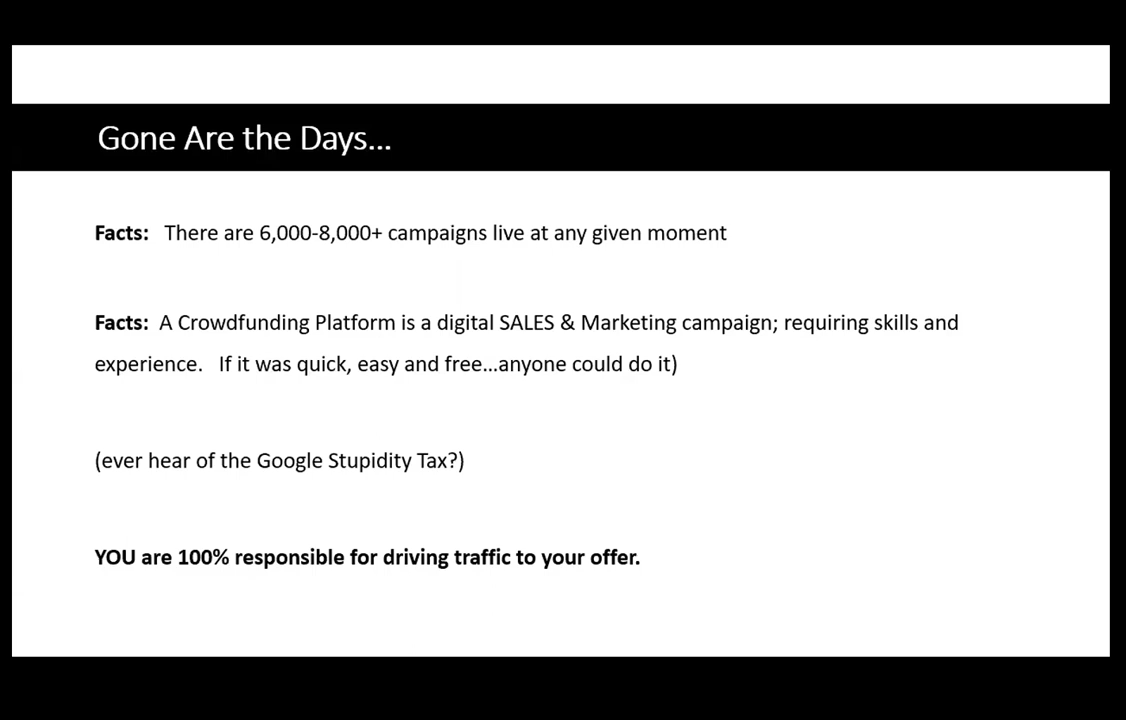 Gone Are the Days...
Facts: There are 6,000-8,000+ campaigns live at any given moment
Facts: A Crowdfunding Platform is a digital SALES & Marketing campaign; requiring skills and
experience. If it was quick, easy and free...anyone could do it)
(ever hear of the Google Stupidity Tax?)
YOU are 100% responsible for driving traffic to your offer.